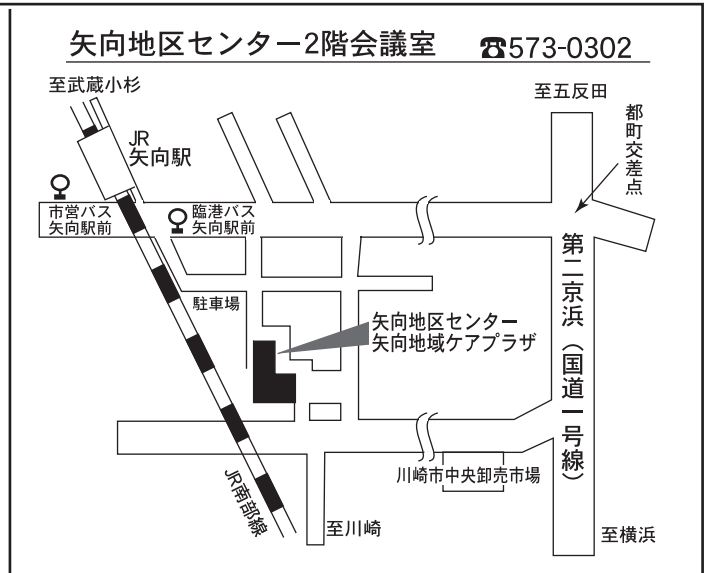 矢向地区センター2階会議室　☎573-0302
至武蔵小杉
至五反田
都町交差点
JR
矢向駅
市営バス
矢向駅前
臨港バス
矢向駅前
第二京浜（国道一号線）
駐車場
矢向地区センター
矢向地域ケアプラザ
川崎市中央卸売市場
JR南部線
至川崎
至横浜